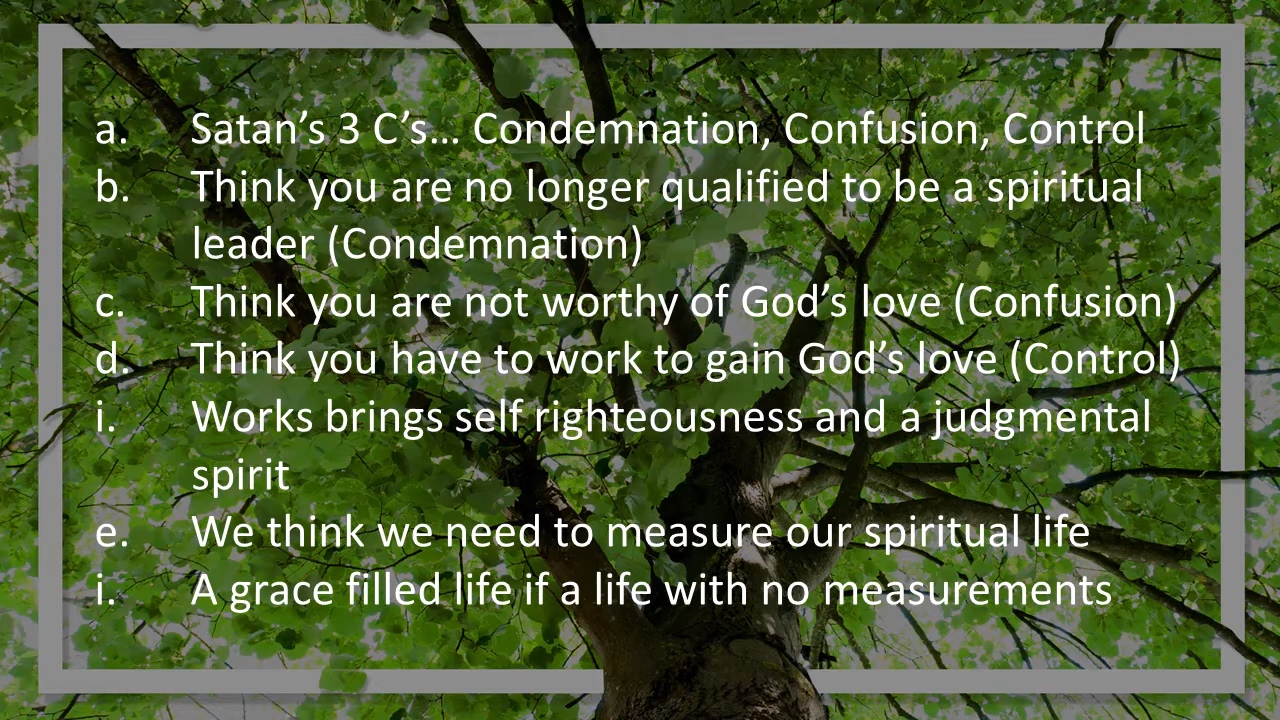 a. Satan’s 3 C’s… Condemnation, Confusion, Control
b. Think you are no longer qualified to be a spiritual
leader (Condemnation)
c. Think you are not worthy of God’s love (Confusion)
d. Think you have to work to gain God’s love (Control)
i. Works brings self righteousness and a judgmental
spirit
e. We think we need to measure our spiritual life
i. A grace filled life if a life with no measurements